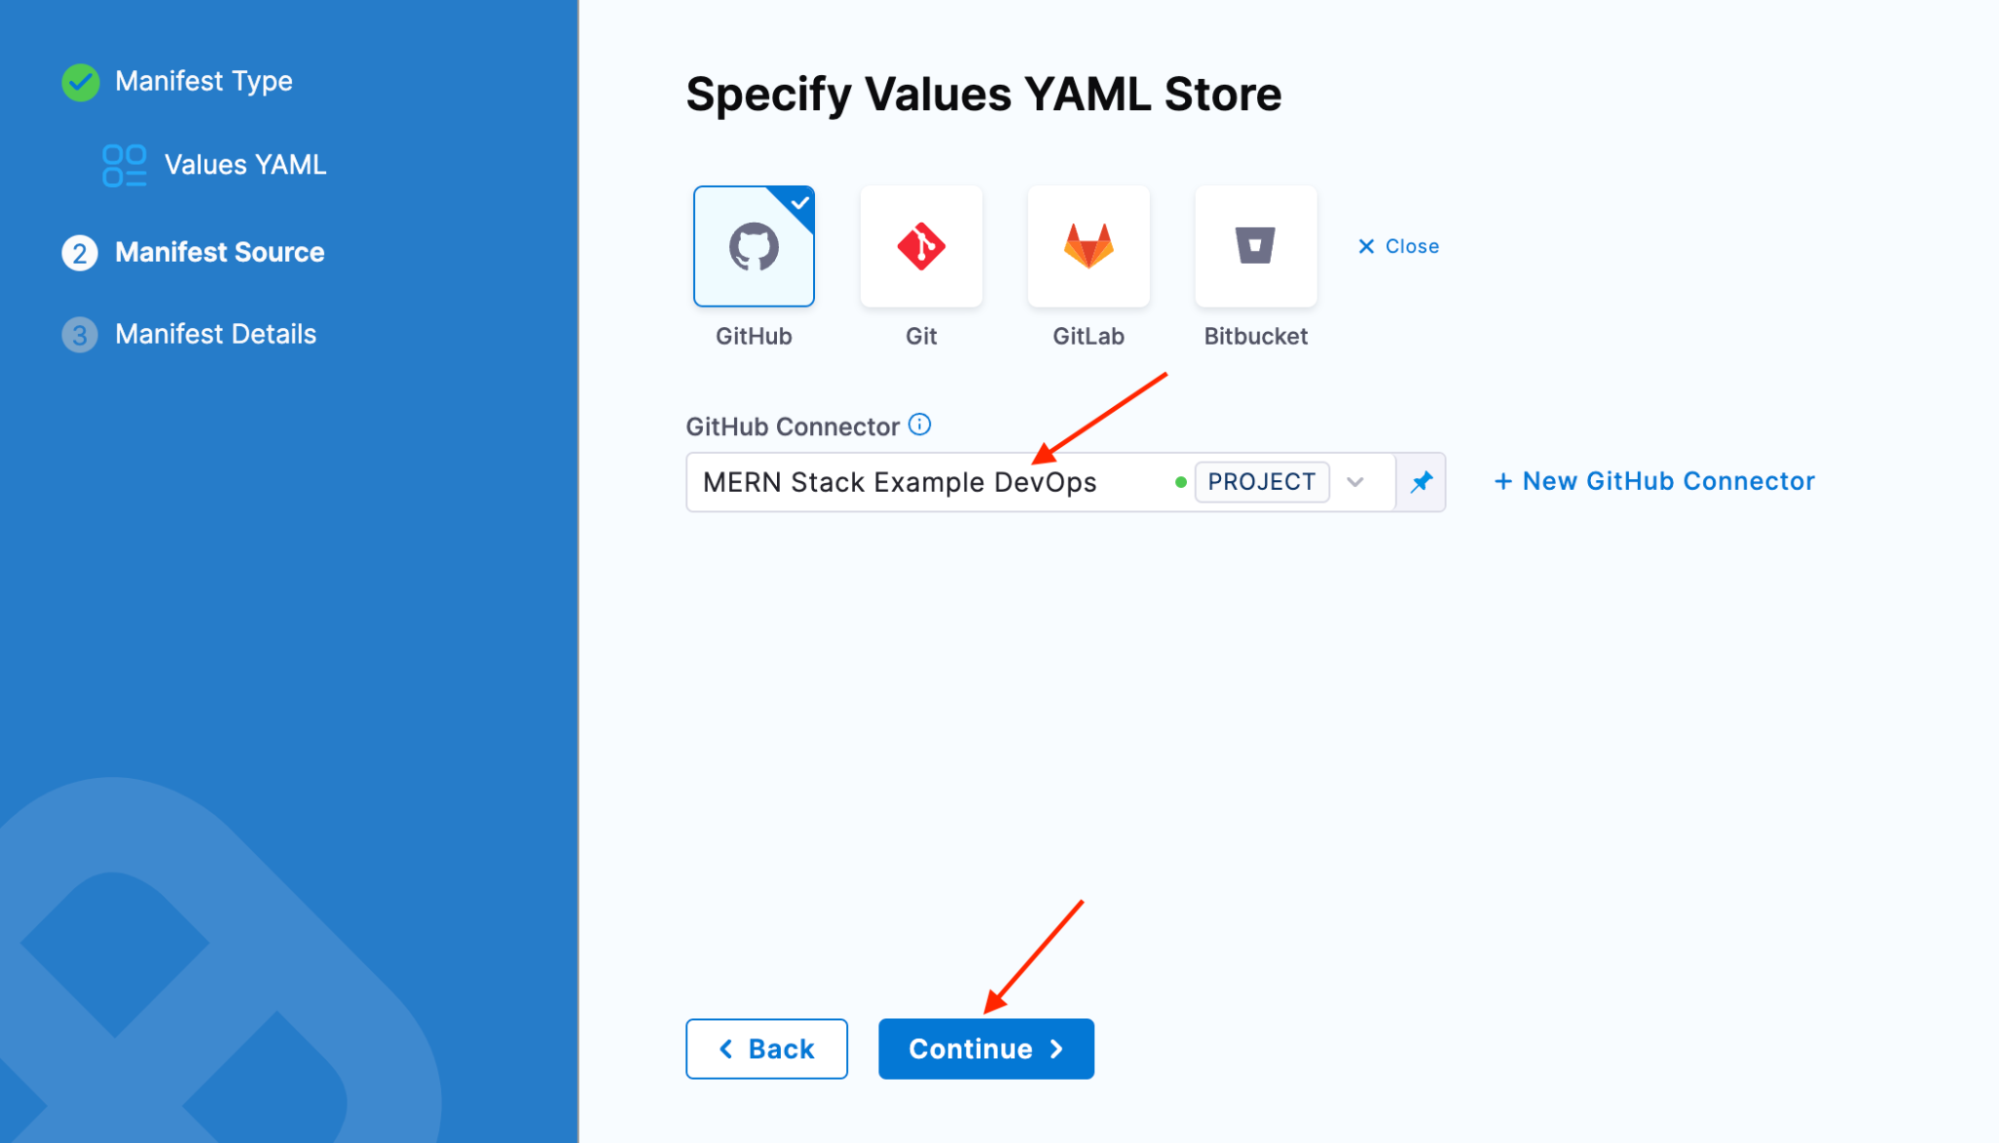 Manifest Type
Values YAML
2 Manifest Source
3 Manifest Details
Specify Values YAML Store
GitHub
Git
GitLab
Bitbucket
Close
GitHub Connector
MERN Stack Example DevOps PROJECT
+ New GitHub Connector
Back
Continue